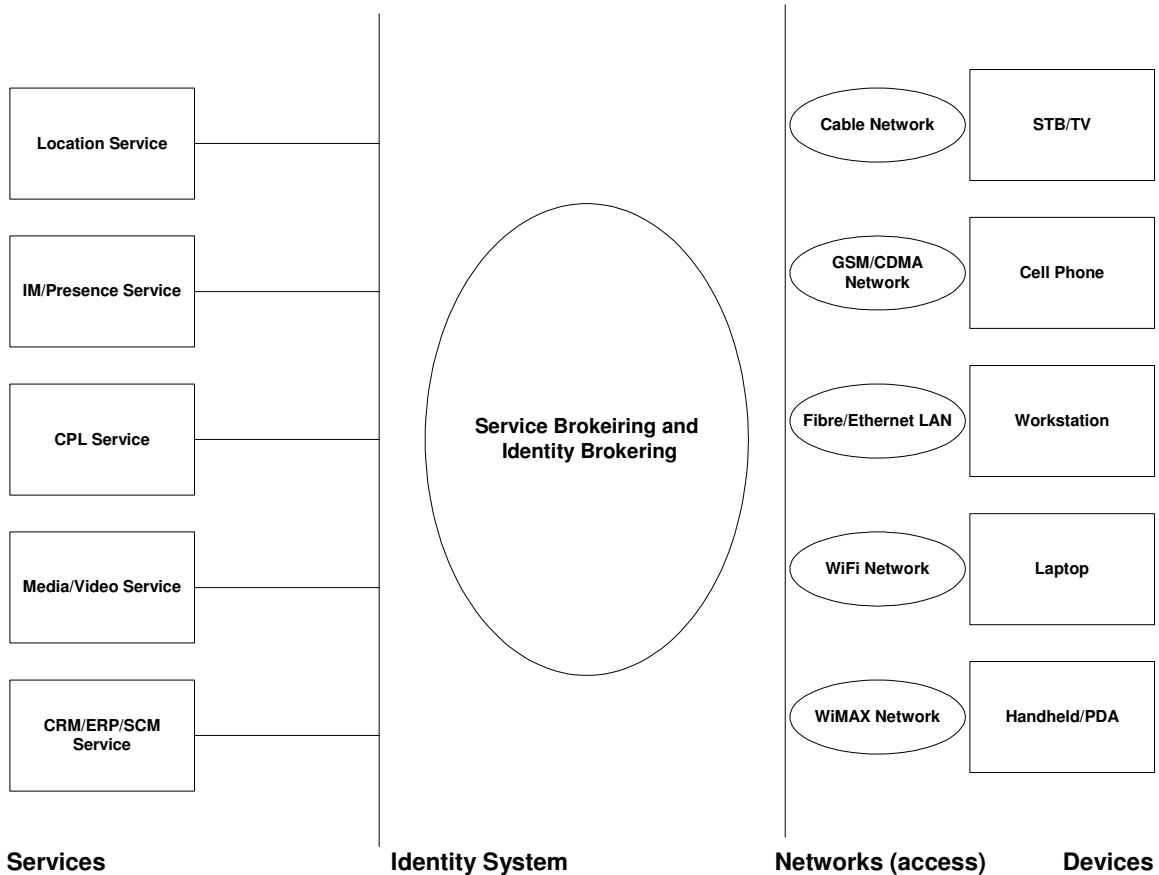 Location Service
IM/Presence Service
CPL Service
Media/Video Service
CRM/ERP/SCM
Service
Service Brokeiring and
Identity Brokering
Cable Network
STB/TV
GSM/CDMA
Network
Cell Phone
Fibre/Ethernet LAN
Workstation
WiFi Network
Laptop
WiMAX Network
Handheld/PDA
Services
Identity System
Networks (access)
Devices